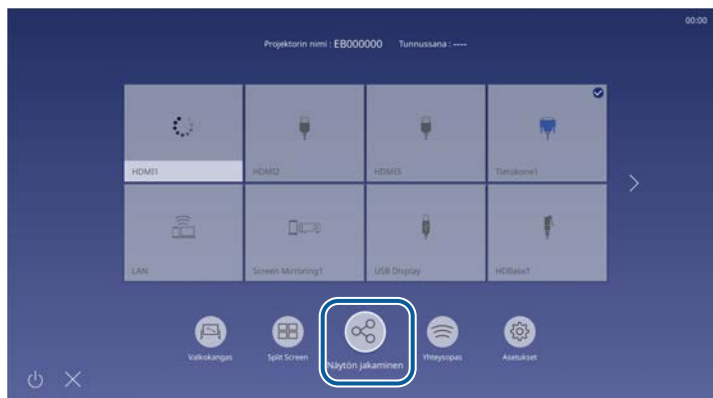 00:00
Projektorin nimi : EB000000 Tunnussana : ----
HDMI1 HDMI2 HDMI3 Tietokone1
LAN Screen Mirroring1 USB Display HDBaseT
Valkokangas Split Screen Näytön jakaminen Yhteysopas Asetukset